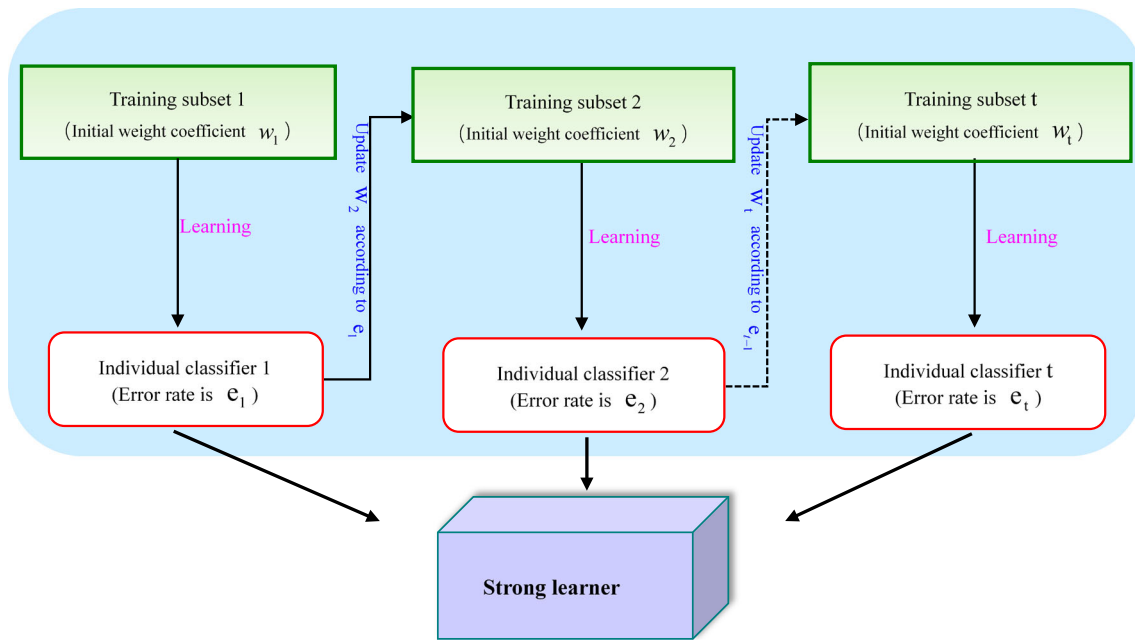 Training subset 1
(Initial weight coefficient w₁)
Learning
Individual classifier 1
(Error rate is e₁)
Update W₂ according to e₁
Training subset 2
(Initial weight coefficient w₂)
Learning
Individual classifier 2
(Error rate is e₂)
Update Wₜ according to eₜ₋₁
Training subset t
(Initial weight coefficient wₜ)
Learning
Individual classifier t
(Error rate is eₜ)
Strong learner